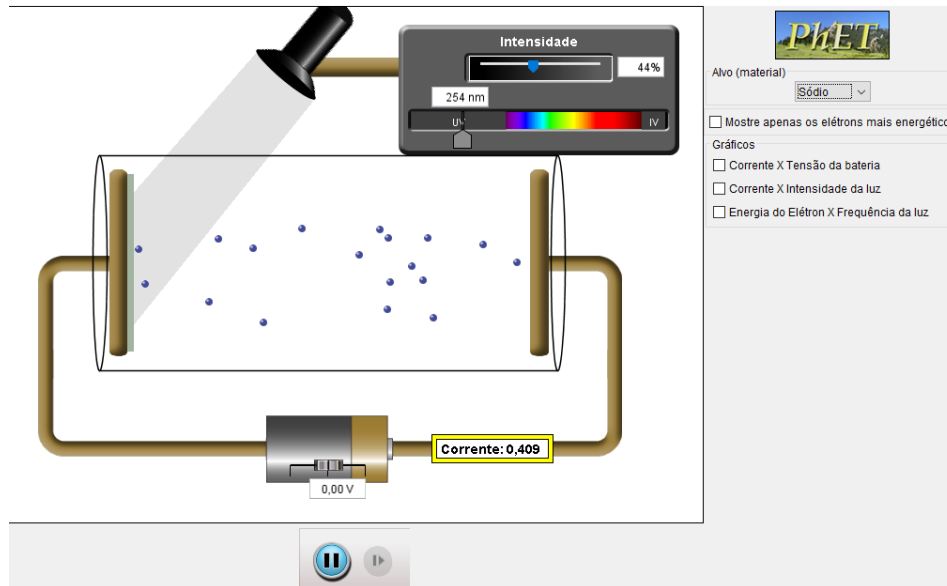 Intensidade
44%
254 nm
UV
IV
Corrente: 0,409
0,00 V
PhET
Alvo (material)
Sódio
Mostre apenas os elétrons mais energético
Gráficos
Corrente X Tensão da bateria
Corrente X Intensidade da luz
Energia do Elétron X Frequência da luz